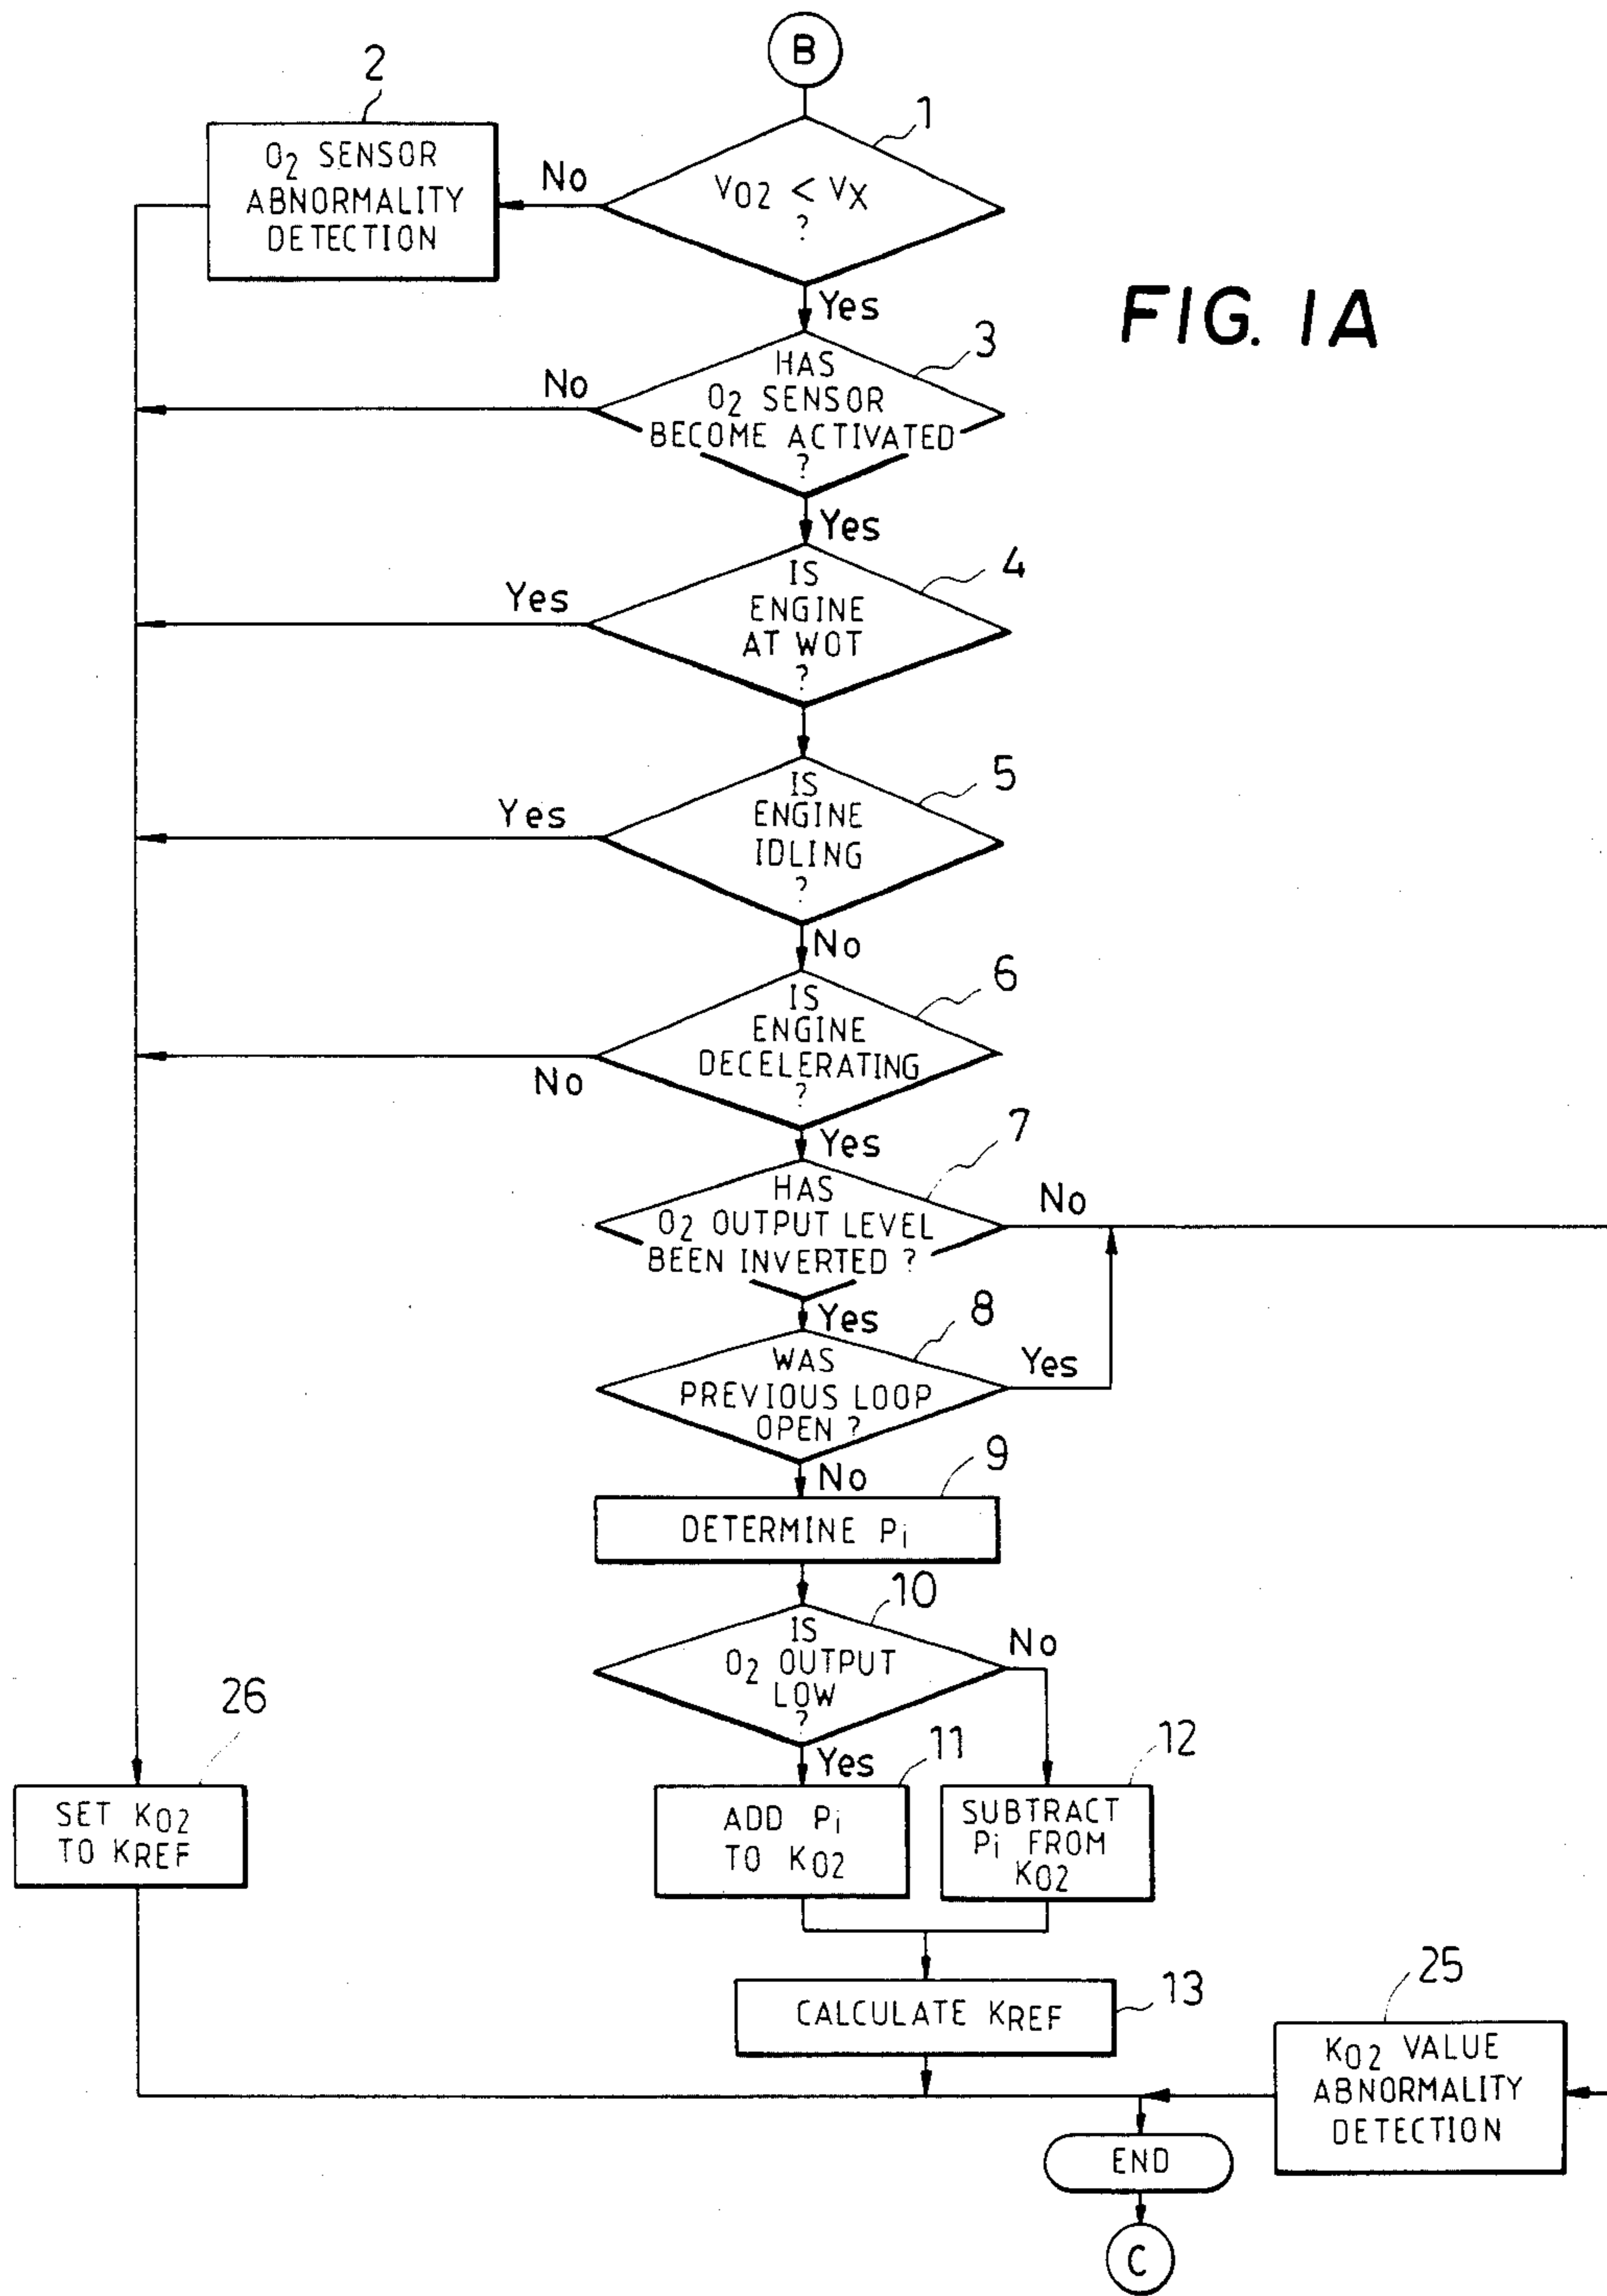 B
1
2
O2 SENSOR
ABNORMALITY
DETECTION
No
VO2 < VX
?
Yes
FIG. 1A
3
No
HAS
O2 SENSOR
BECOME ACTIVATED
?
Yes
4
Yes
IS
ENGINE
AT WOT
?
5
Yes
IS
ENGINE
IDLING
?
No
6
IS
ENGINE
DECELERATING
?
No
Yes
7
HAS
O2 OUTPUT LEVEL
BEEN INVERTED ?
No
Yes
8
WAS
PREVIOUS LOOP
OPEN ?
Yes
No
9
DETERMINE Pi
10
IS
O2 OUTPUT
LOW
?
No
Yes
26
SET KO2
TO KREF
11
ADD Pi
TO KO2
12
SUBTRACT
Pi FROM
KO2
CALCULATE KREF
13
25
KO2 VALUE
ABNORMALITY
DETECTION
END
C